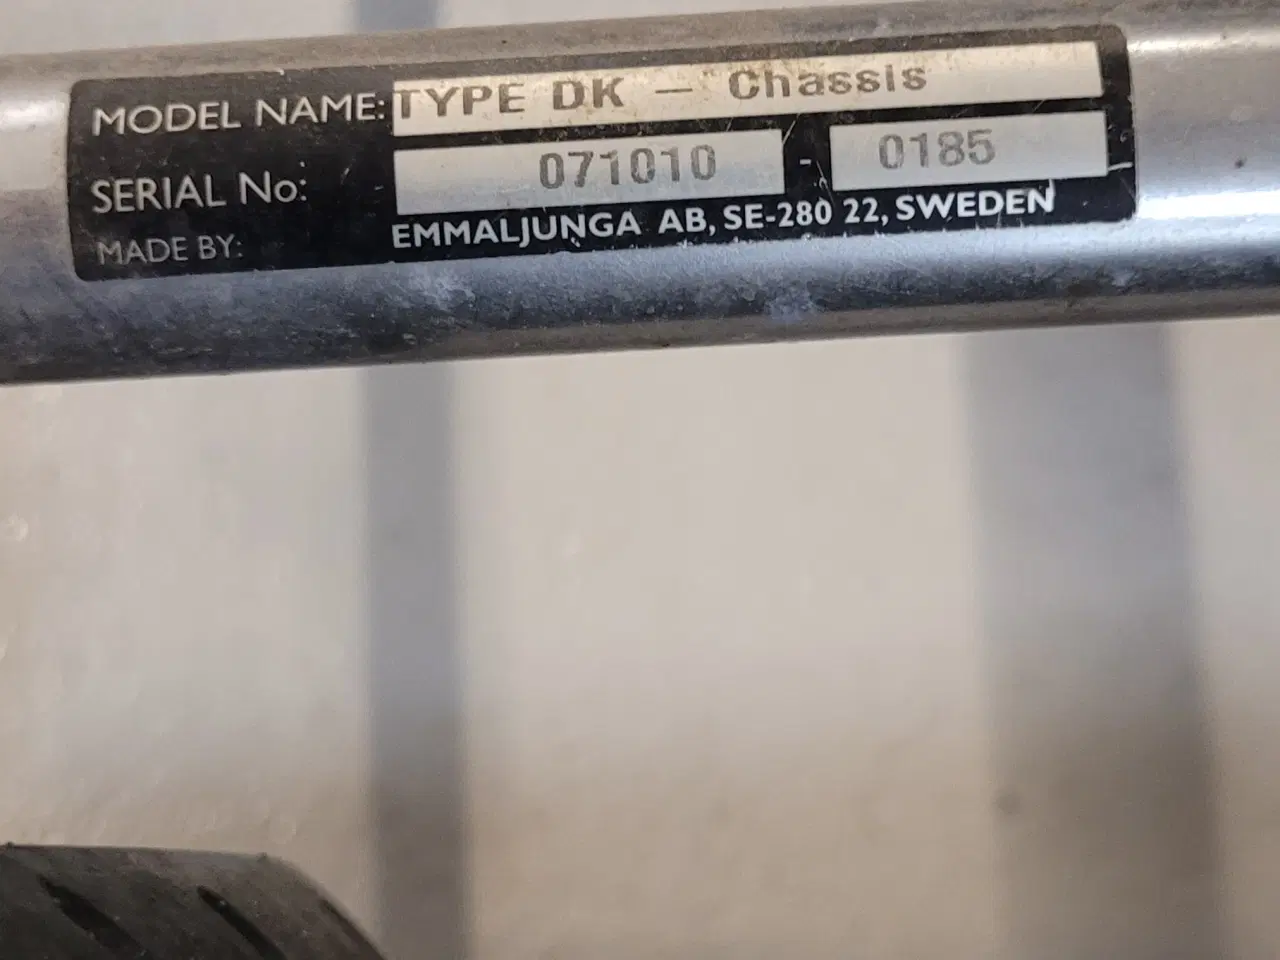 MODEL NAME: TYPE DK - Chassis
SERIAL No: 071010 - 0185
MADE BY: EMMALJUNGA AB, SE-280 22, SWEDEN